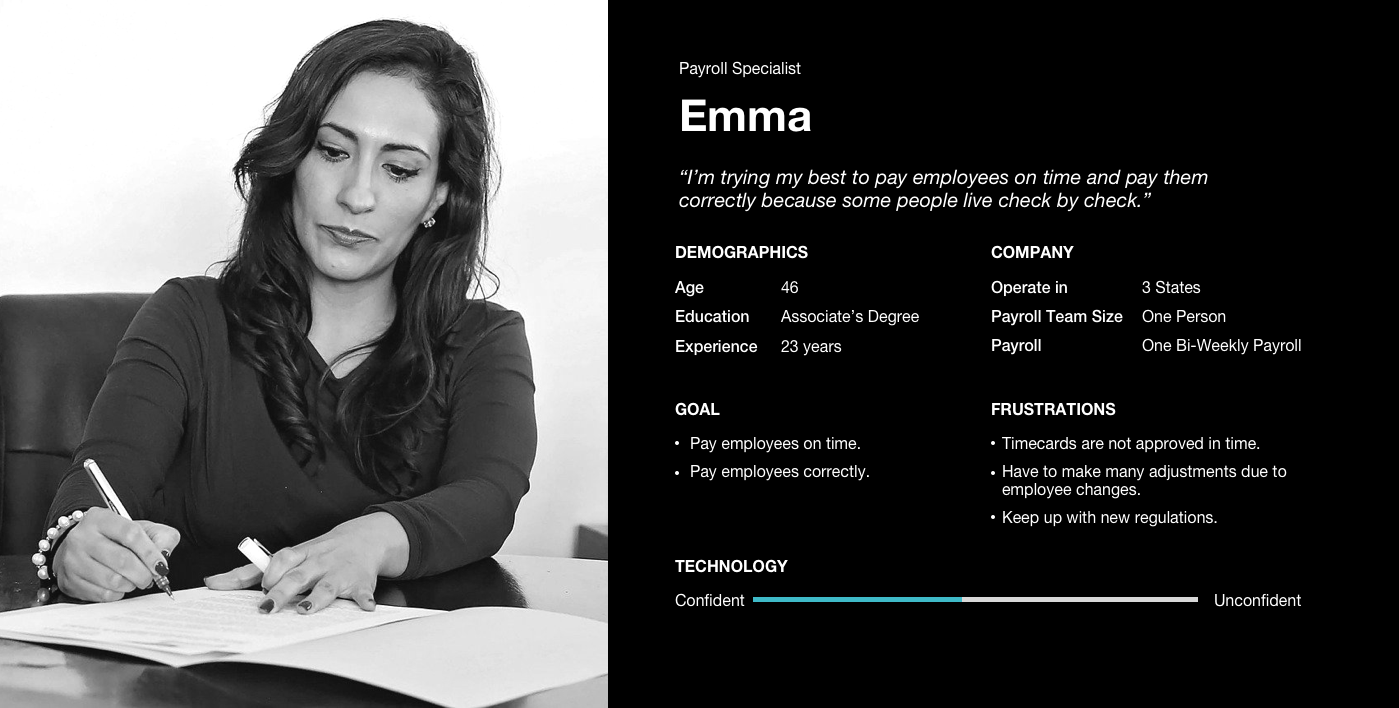 Payroll Specialist
Emma
“I’m trying my best to pay employees on time and pay them
correctly because some people live check by check.”
DEMOGRAPHICS
Age 46
Education Associate’s Degree
Experience 23 years
COMPANY
Operate in 3 States
Payroll Team Size One Person
Payroll One Bi-Weekly Payroll
GOAL
• Pay employees on time.
• Pay employees correctly.
FRUSTRATIONS
• Timecards are not approved in time.
• Have to make many adjustments due to
employee changes.
• Keep up with new regulations.
TECHNOLOGY
Confident Unconfident